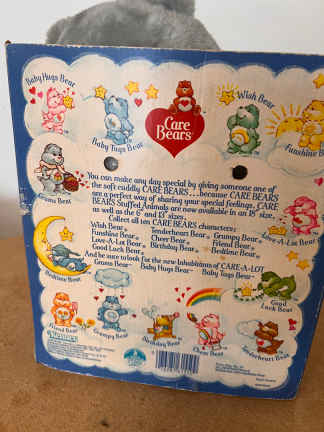 Baby Hugs Bear
Baby Tugs Bear
Care
Bears
Wish Bear
Funshine Bear
Grams Bear
You can make any day special by giving someone one of
the soft cuddly CARE BEARS...because CARE BEARS
are a perfect way of sharing your special feelings. CARE
BEARS Stuffed Animals are now available in an 18" size,
as well as the 6" and 13" sizes.
Collect all ten CARE BEARS characters:
Wish Bear Tenderheart Bear Grumpy Bear
Funshine Bear Cheer Bear Friend Bear
Love-A-Lot Bear Birthday Bear Bedtime Bear
Good Luck Bear
And be sure to look for the new inhabitants of CARE-A-LOT
Grams Bear Baby Hugs Bear Baby Tugs Bear
Love-A-Lot Bear
Bedtime Bear
Good
Luck Bear
Friend Bear
Grumpy Bear
Birthday Bear
Cheer Bear
Tenderheart Bear
Kenner